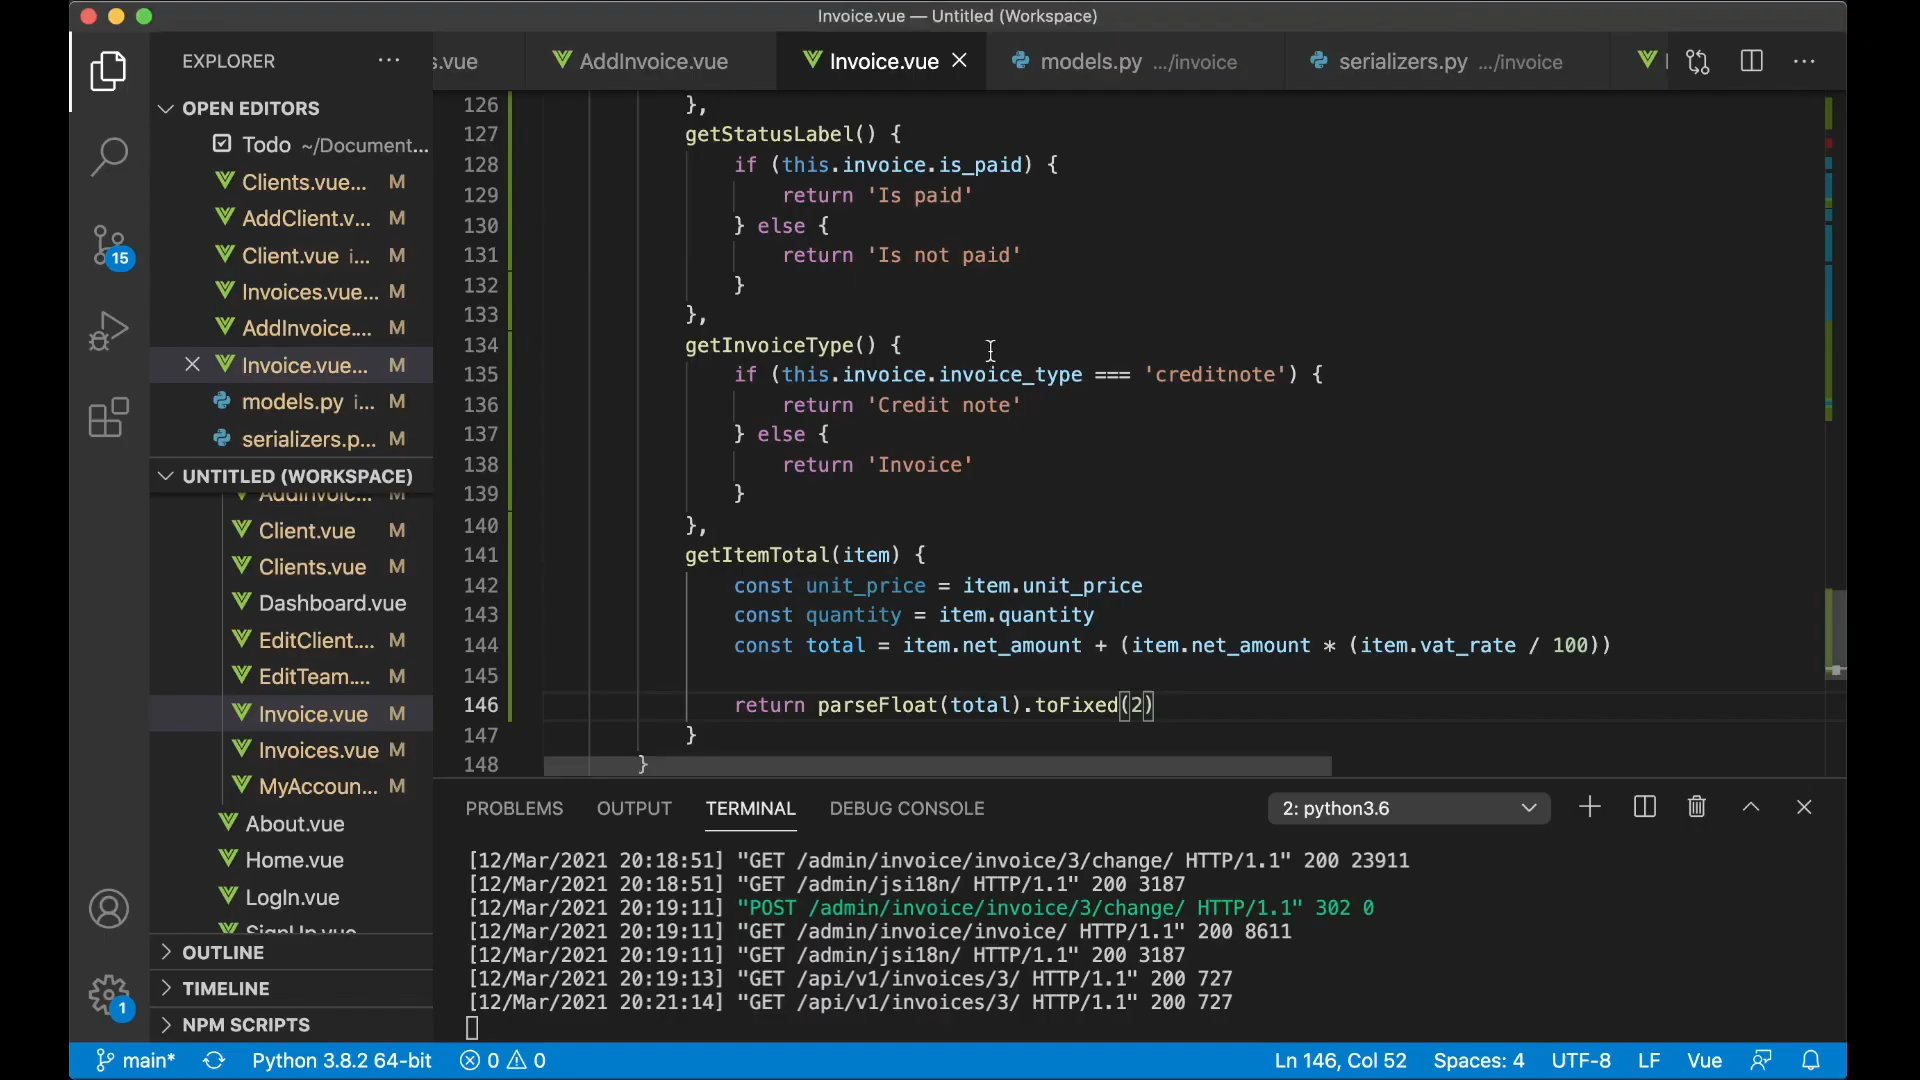 Invoice.vue — Untitled (Workspace)
EXPLORER
s.vue
AddInvoice.vue
Invoice.vue
models.py .../invoice
serializers.py .../invoice
OPEN EDITORS
Todo ~/Document...
Clients.vue... M
AddClient.v... M
Client.vue i... M
Invoices.vue... M
AddInvoice.... M
Invoice.vue... M
models.py i... M
serializers.p... M
UNTITLED (WORKSPACE)
AddInvoic... M
Client.vue M
Clients.vue M
Dashboard.vue
EditClient.... M
EditTeam.... M
Invoice.vue M
Invoices.vue M
MyAccoun... M
About.vue
Home.vue
LogIn.vue
SignUp.vue
OUTLINE
TIMELINE
NPM SCRIPTS
15
1
126 },
127 getStatusLabel() {
128 if (this.invoice.is_paid) {
129 return 'Is paid'
130 } else {
131 return 'Is not paid'
132 }
133 },
134 getInvoiceType() {
135 if (this.invoice.invoice_type === 'creditnote') {
136 return 'Credit note'
137 } else {
138 return 'Invoice'
139 }
140 },
141 getItemTotal(item) {
142 const unit_price = item.unit_price
143 const quantity = item.quantity
144 const total = item.net_amount + (item.net_amount * (item.vat_rate / 100))
145
146 return parseFloat(total).toFixed(2)
147 }
148 }
PROBLEMS OUTPUT TERMINAL DEBUG CONSOLE
2: python3.6
[12/Mar/2021 20:18:51] "GET /admin/invoice/invoice/3/change/ HTTP/1.1" 200 23911
[12/Mar/2021 20:18:51] "GET /admin/jsi18n/ HTTP/1.1" 200 3187
[12/Mar/2021 20:19:11] "POST /admin/invoice/invoice/3/change/ HTTP/1.1" 302 0
[12/Mar/2021 20:19:11] "GET /admin/invoice/invoice/ HTTP/1.1" 200 8611
[12/Mar/2021 20:19:11] "GET /admin/jsi18n/ HTTP/1.1" 200 3187
[12/Mar/2021 20:19:13] "GET /api/v1/invoices/3/ HTTP/1.1" 200 727
[12/Mar/2021 20:21:14] "GET /api/v1/invoices/3/ HTTP/1.1" 200 727
main* Python 3.8.2 64-bit 0 0
Ln 146, Col 52 Spaces: 4 UTF-8 LF Vue